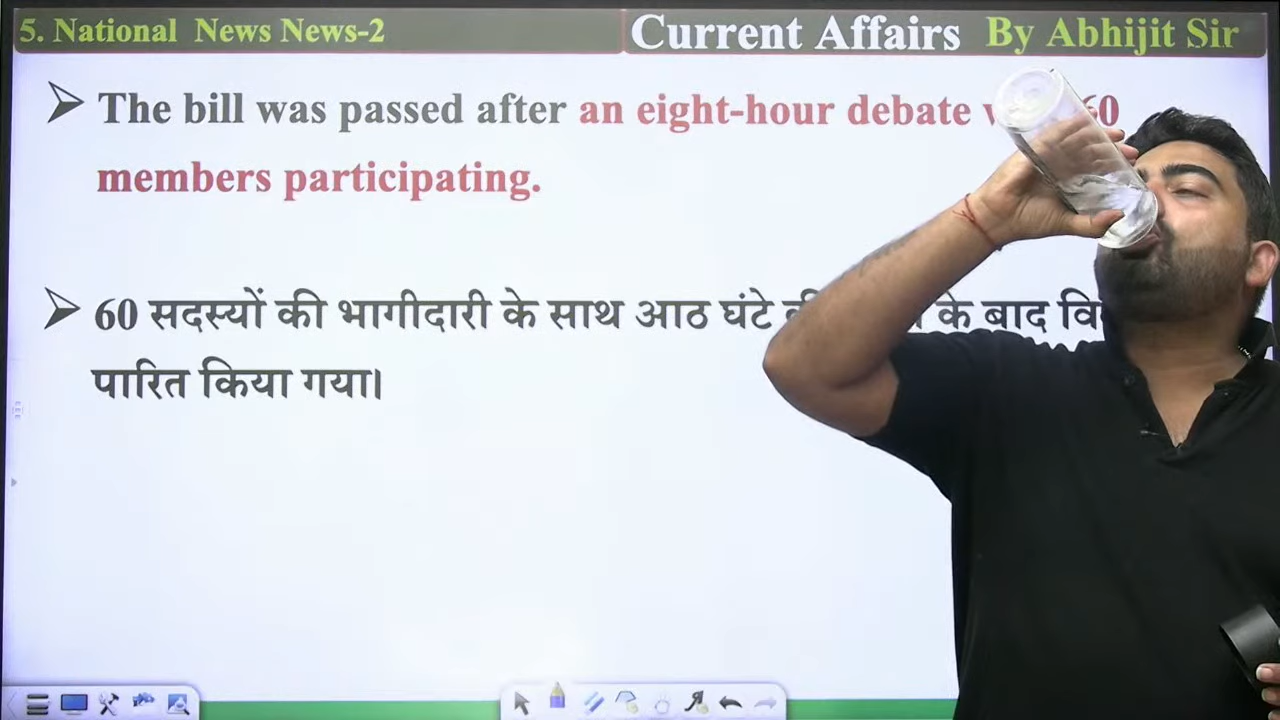 5. National News News-2
Current Affairs By Abhijit Sir
The bill was passed after an eight-hour debate 60
members participating.
60 सदस्यों की भागीदारी के साथ आठ घंटे के बाद
पारित किया गया।